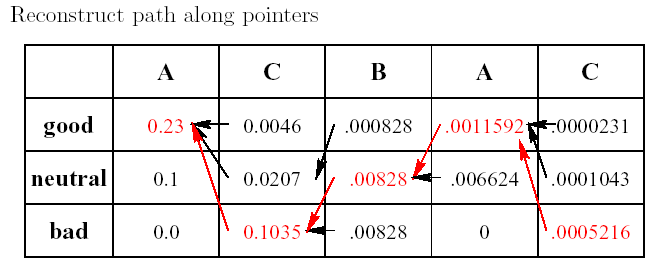 Reconstruct path along pointers
A C B A C
good 0.23 0.0046 .000828 .0011592 .0000231
neutral 0.1 0.0207 .00828 .006624 .0001043
bad 0.0 0.1035 .00828 0 .0005216